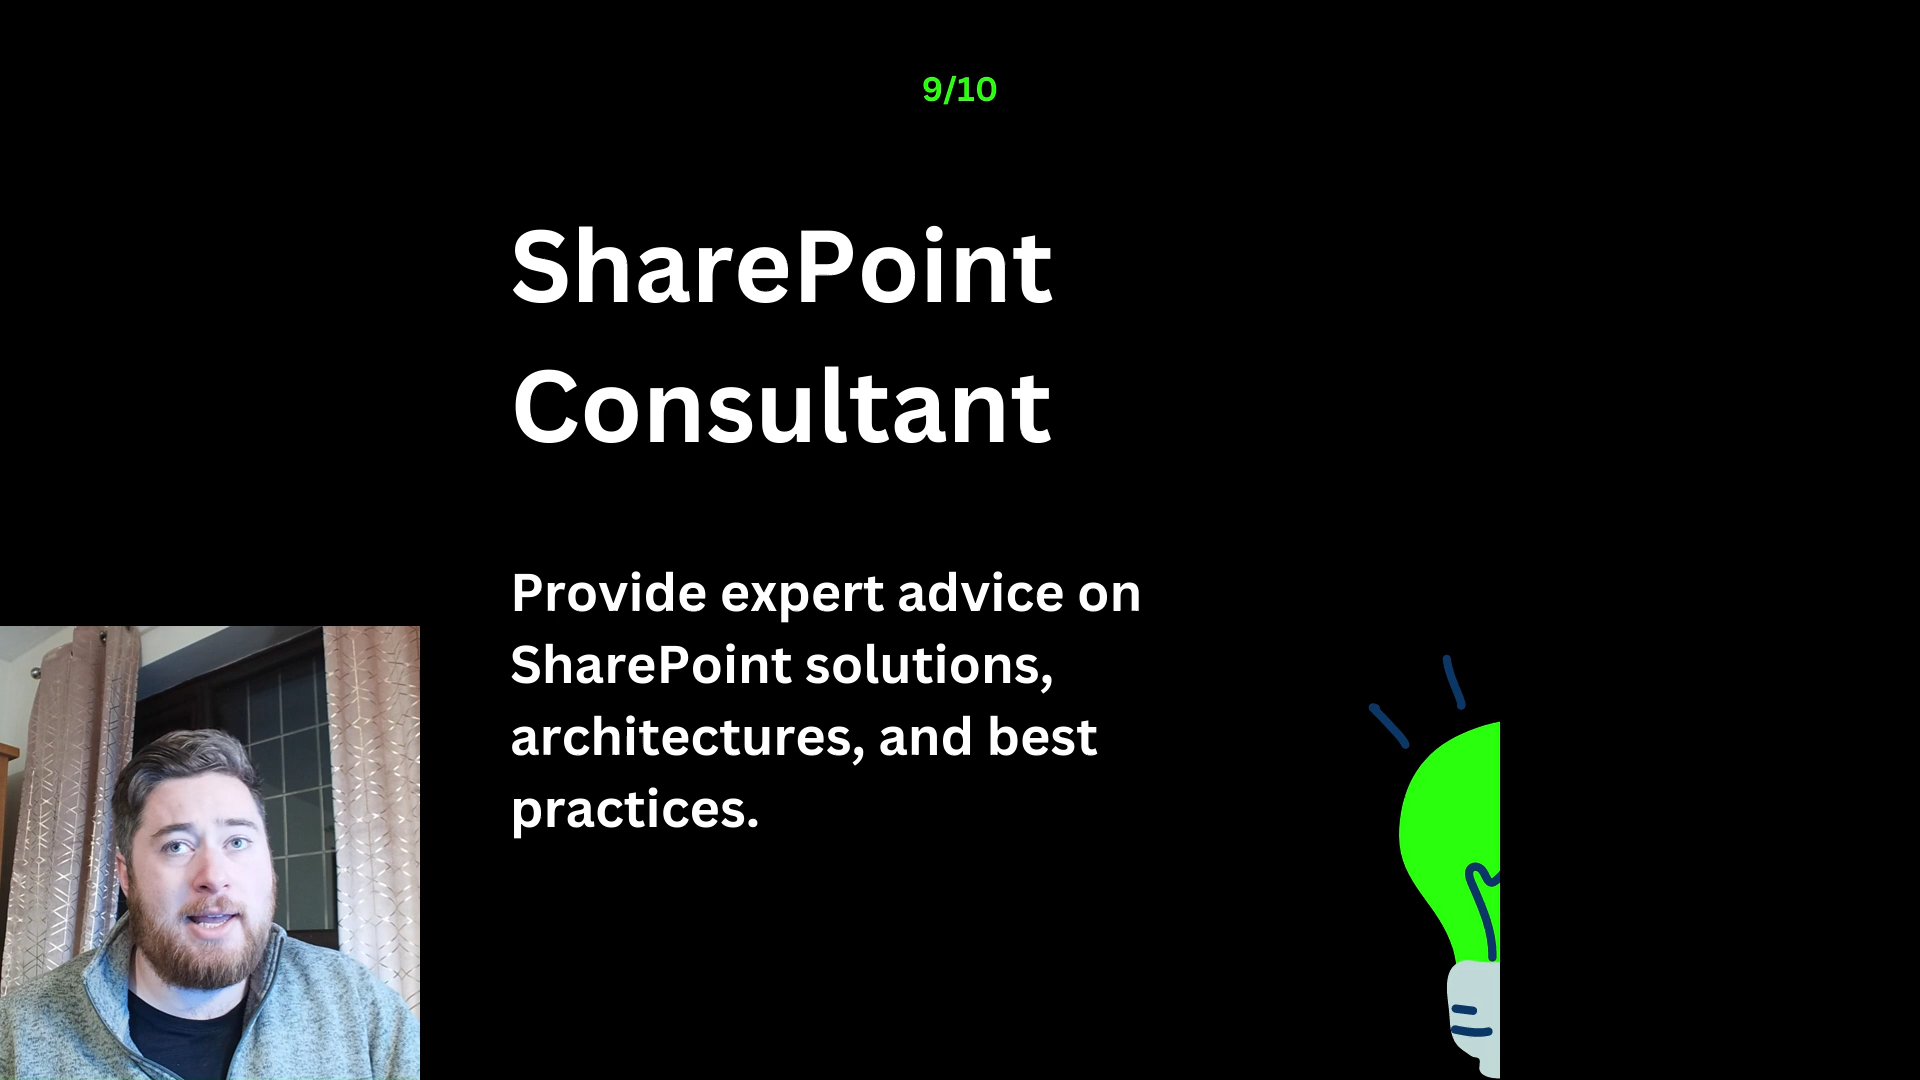 9/10
SharePoint
Consultant
Provide expert advice on
SharePoint solutions,
architectures, and best
practices.